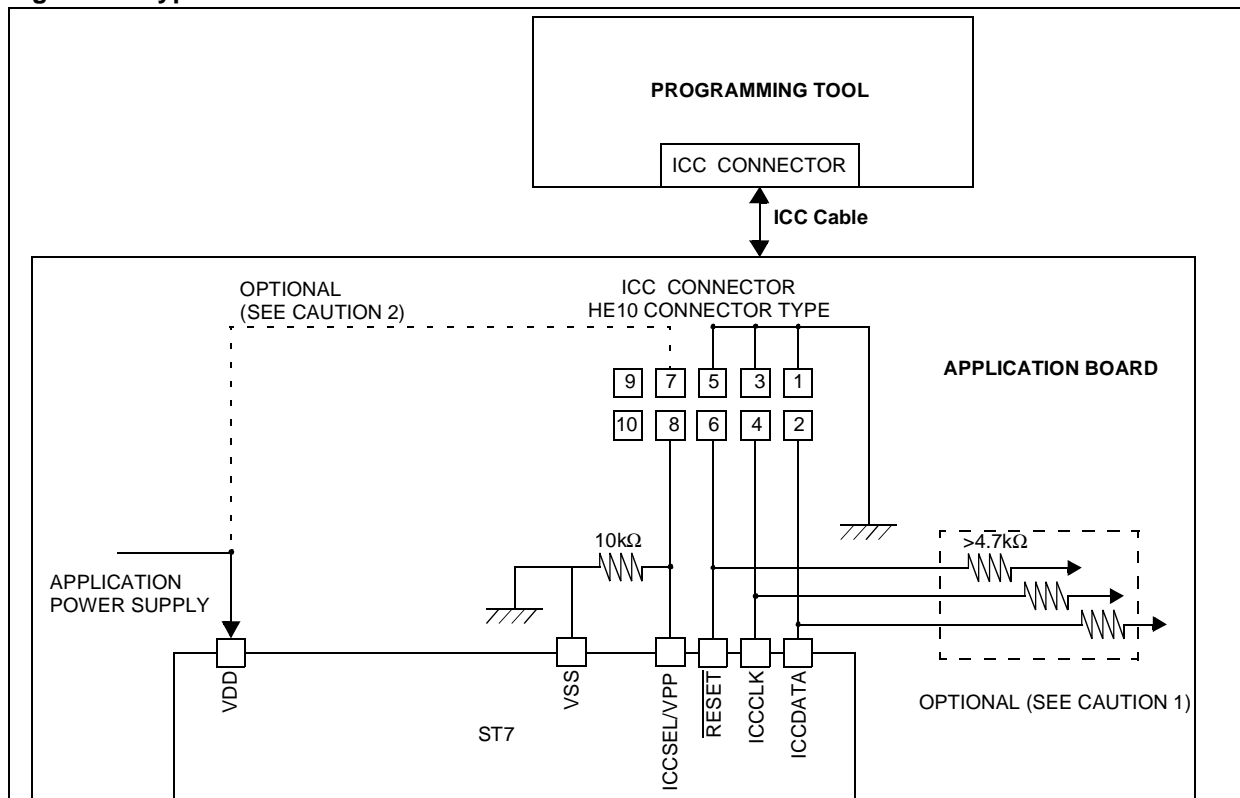 PROGRAMMING TOOL
ICC CONNECTOR
ICC Cable
OPTIONAL
(SEE CAUTION 2)
ICC CONNECTOR
HE10 CONNECTOR TYPE
APPLICATION BOARD
9 7 5 3 1
10 8 6 4 2
10kΩ
>4.7kΩ
APPLICATION
POWER SUPPLY
OPTIONAL (SEE CAUTION 1)
VDD
VSS
ICCSEL/VPP
RESET
ICCCLK
ICCDATA
ST7